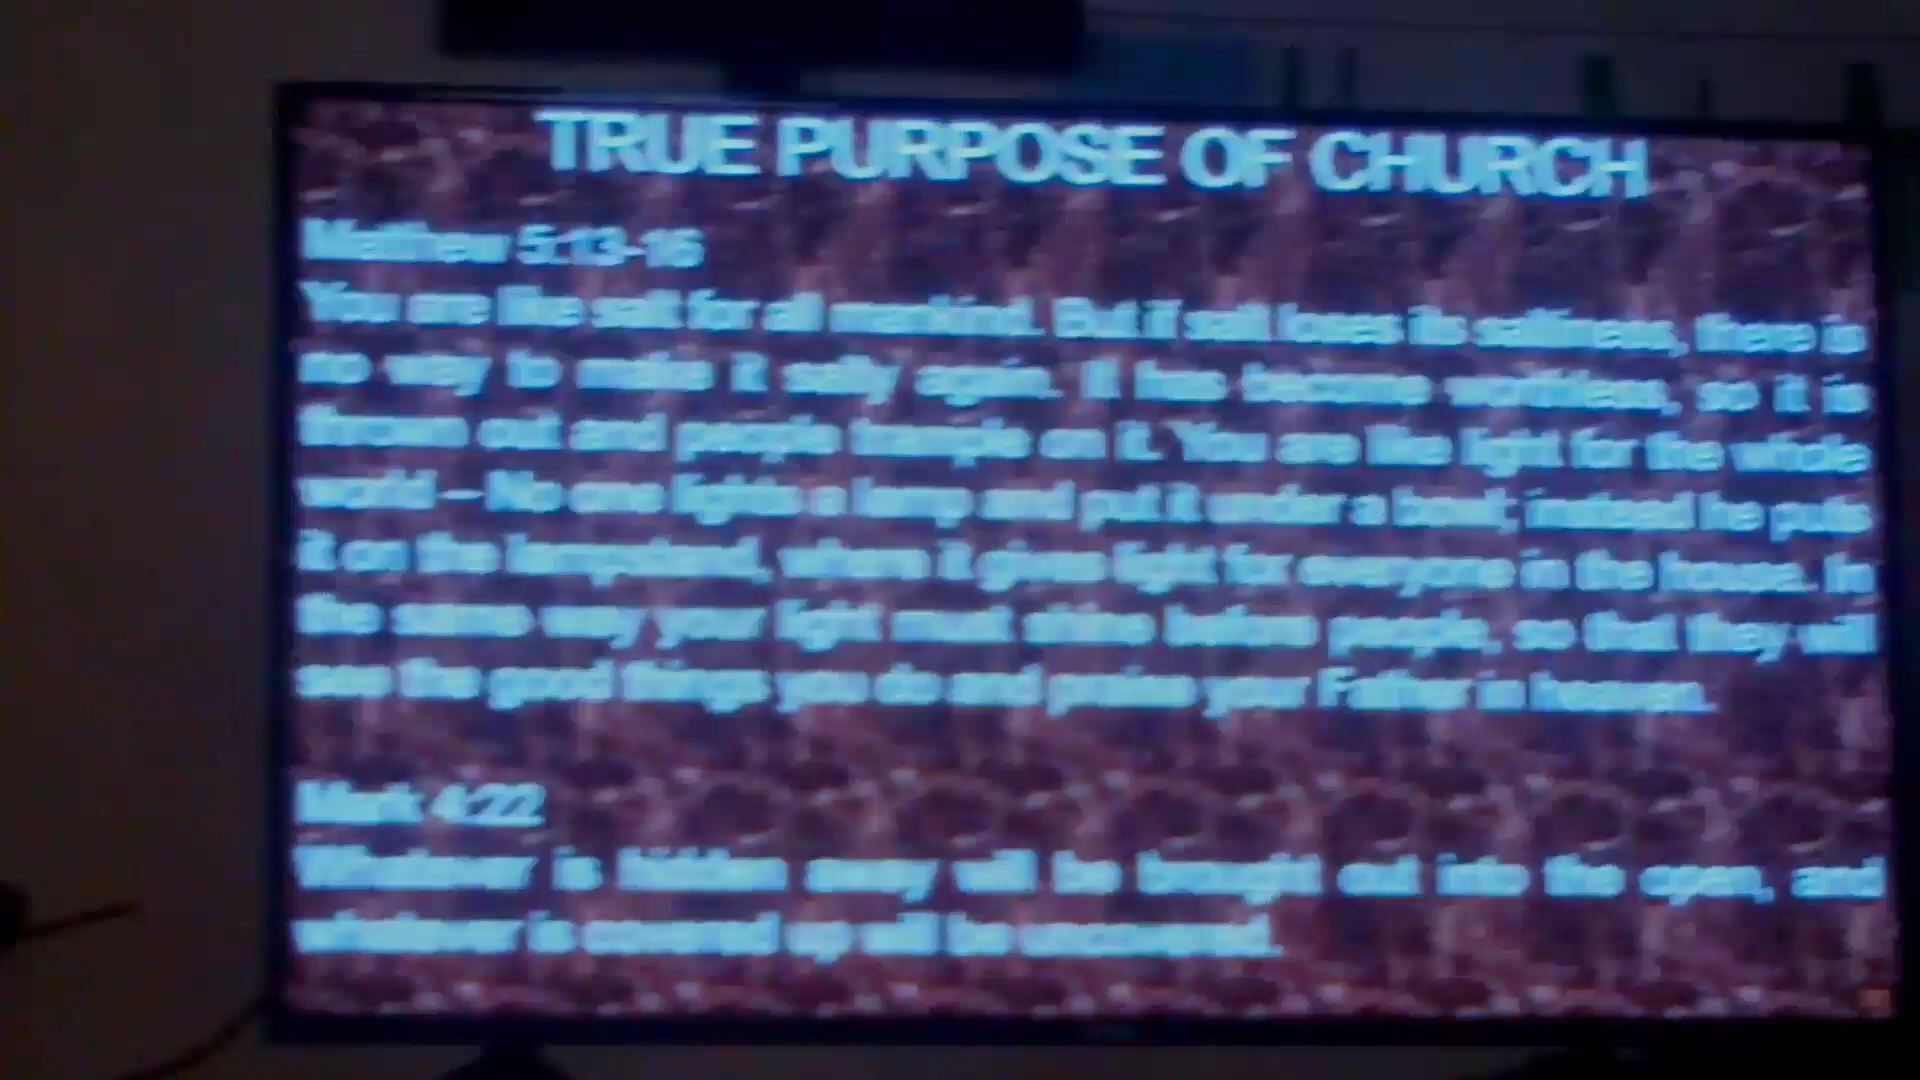 TRUE PURPOSE OF CHURCH
Matthew 5:13-16
You are like salt for all mankind. But if salt loses its saltiness, there is
no way to make it salty again. It has become worthless, so it is
thrown out and people trample on it. You are like light for the whole
world – No one lights a lamp and put it under a bowl; instead he puts
it on the lampstand, where it gives light for everyone in the house. In
the same way your light must shine before people, so that they will
see the good things you do and praise your Father in heaven.
Mark 4:22
Whatever is hidden away will be brought out into the open, and
whatever is covered up will be uncovered.